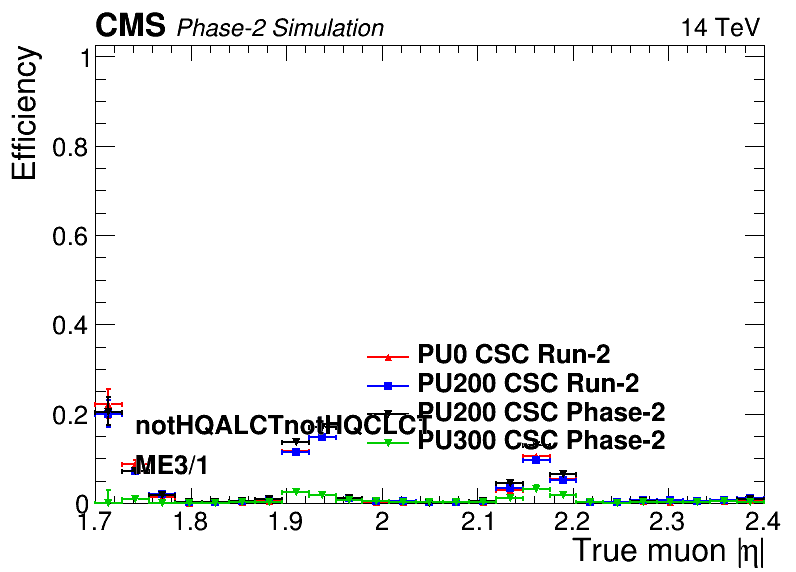 CMS Phase-2 Simulation 14 TeV
Efficiency
1
0.8
0.6
0.4
0.2
0
PU0 CSC Run-2
PU200 CSC Run-2
PU200 CSC Phase-2
PU300 CSC Phase-2
notHQALCTnotHQCLCT
ME3/1
1.7 1.8 1.9 2 2.1 2.2 2.3 2.4
True muon |η|